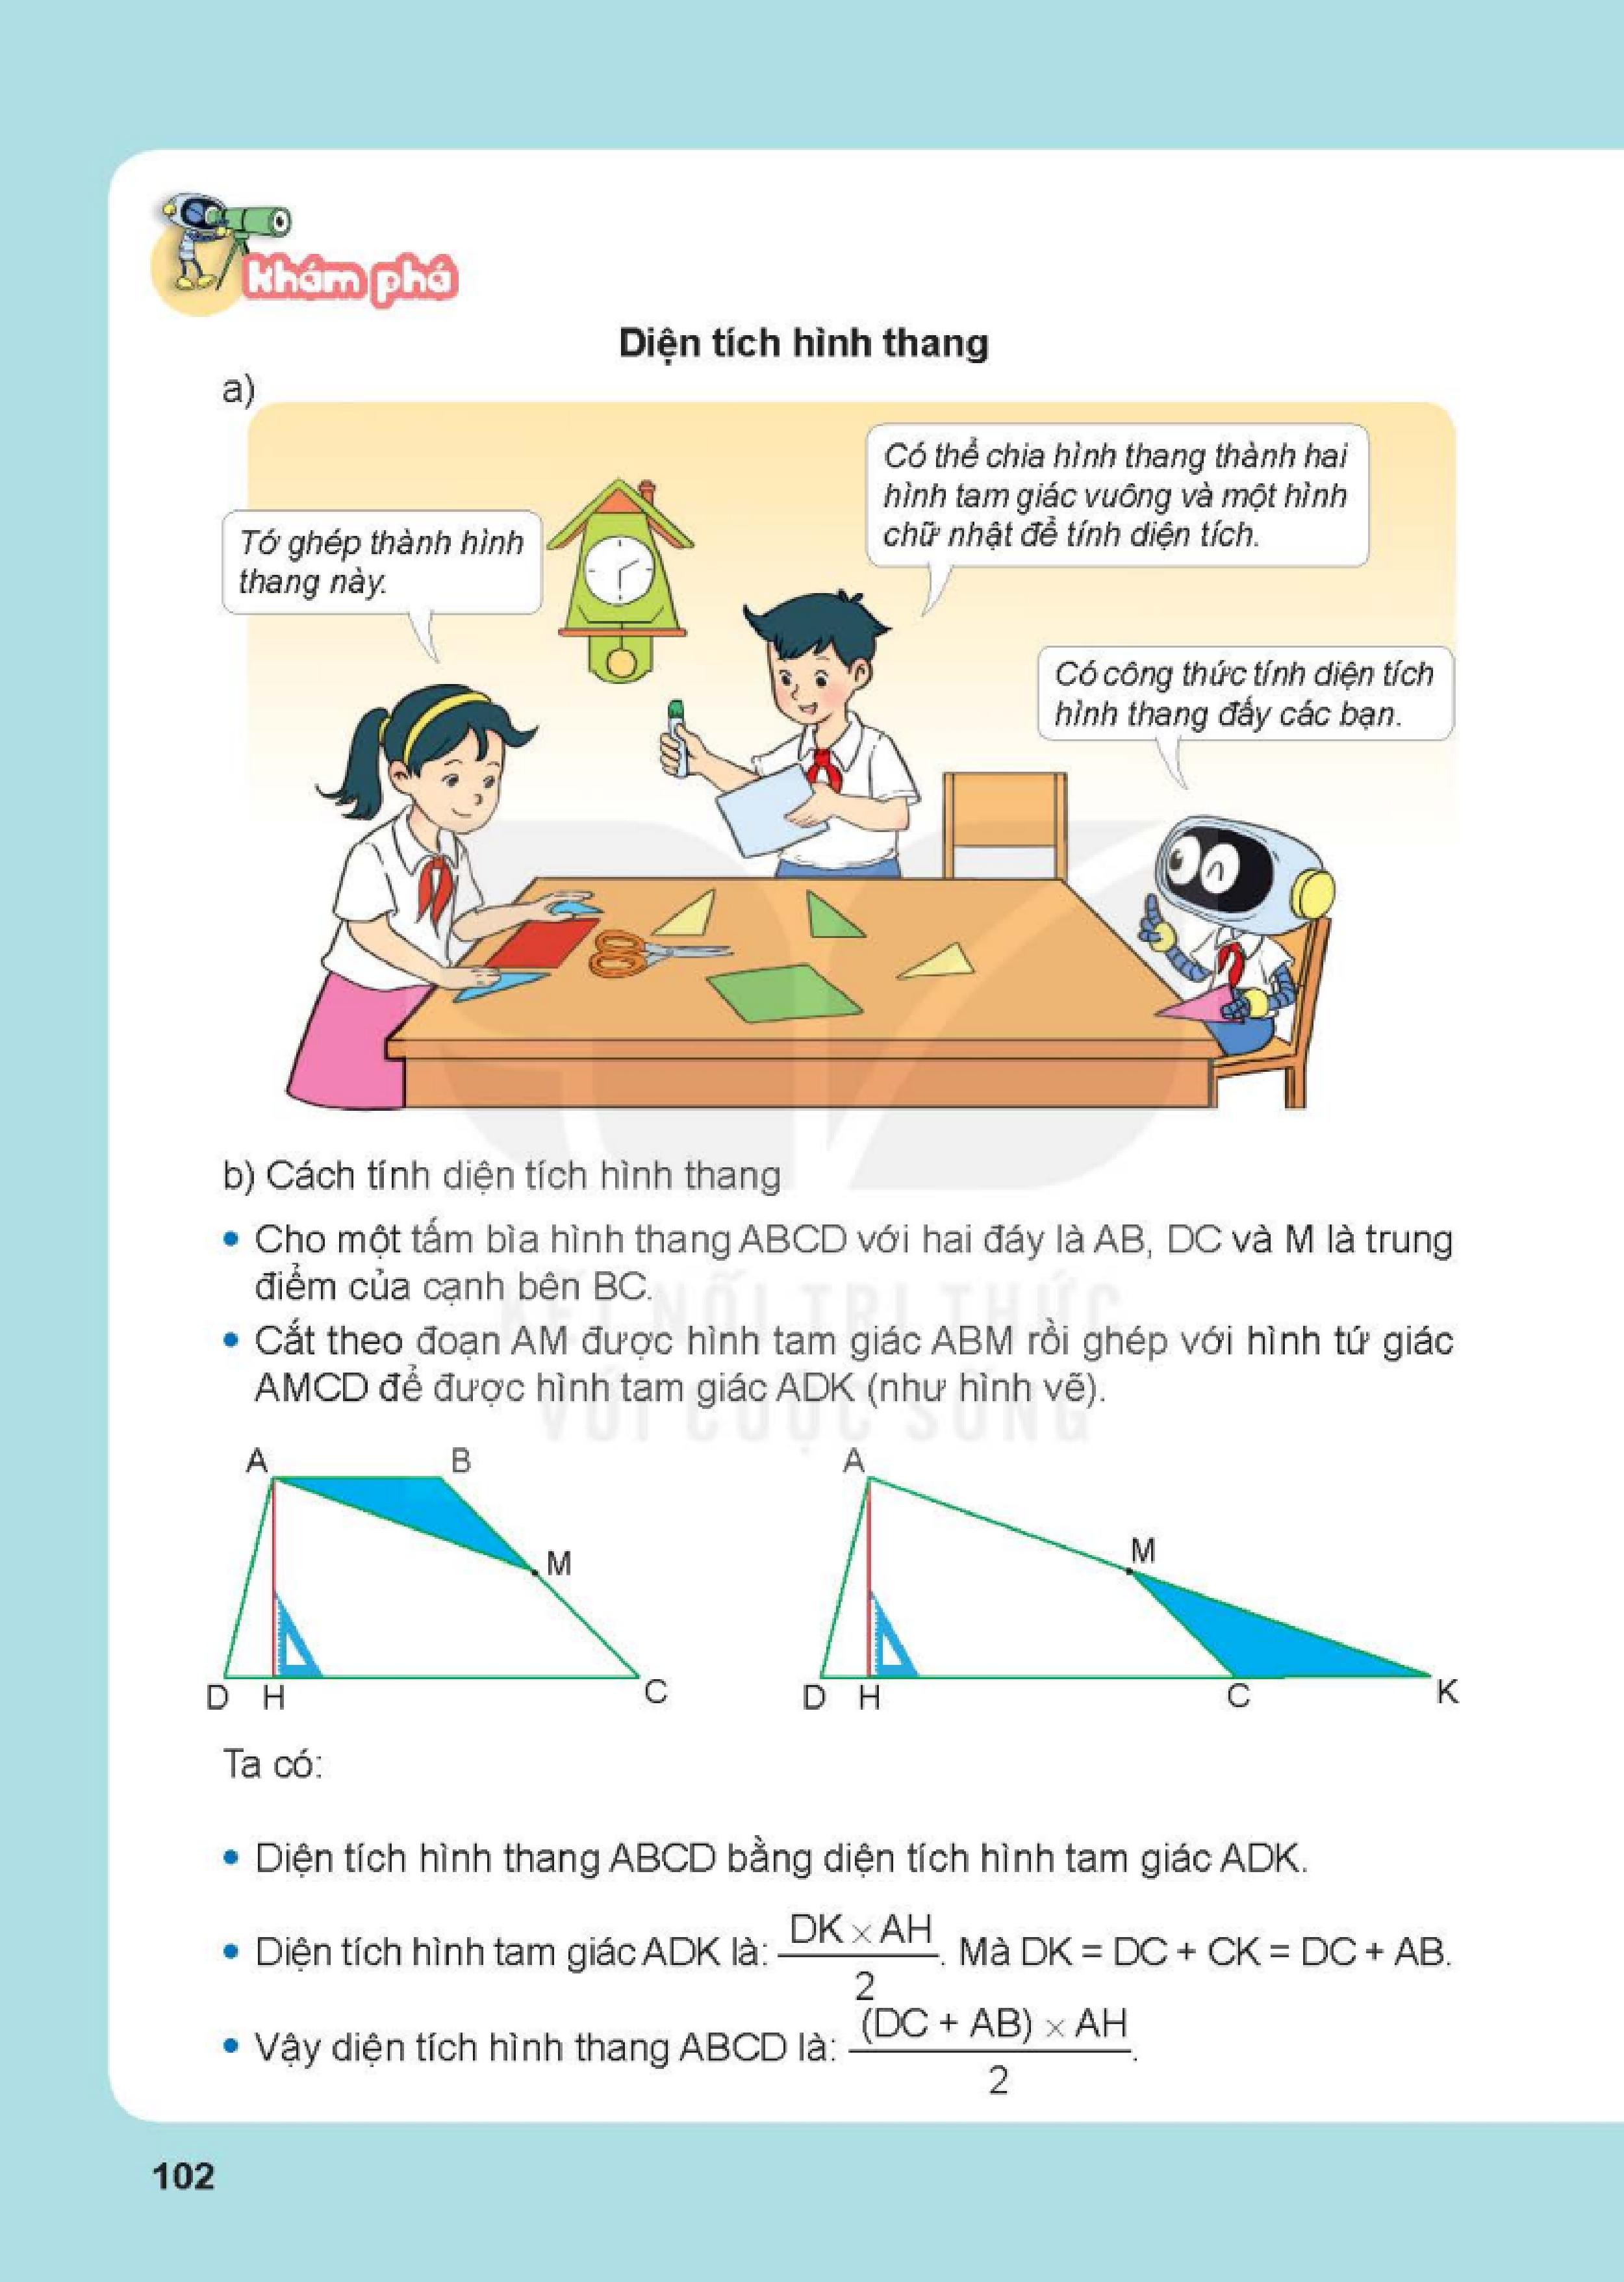 Khám phá
Diện tích hình thang
a)
Có thể chia hình thang thành hai
hình tam giác vuông và một hình
chữ nhật để tính diện tích.
Tớ ghép thành hình
thang này.
Có công thức tính diện tích
hình thang đấy các bạn.
b) Cách tính diện tích hình thang
• Cho một tấm bìa hình thang ABCD với hai đáy là AB, DC và M là trung
điểm của cạnh bên BC.
• Cắt theo đoạn AM được hình tam giác ABM rồi ghép với hình tứ giác
AMCD để được hình tam giác ADK (như hình vẽ).
KẾT NỐI TRI THỨC
VỚI CUỘC SỐNG
A B
M
D H C
A
M
D H C K
Ta có:
• Diện tích hình thang ABCD bằng diện tích hình tam giác ADK.
• Diện tích hình tam giác ADK là: DK × AH / 2. Mà DK = DC + CK = DC + AB.
• Vậy diện tích hình thang ABCD là: (DC + AB) × AH / 2.
102